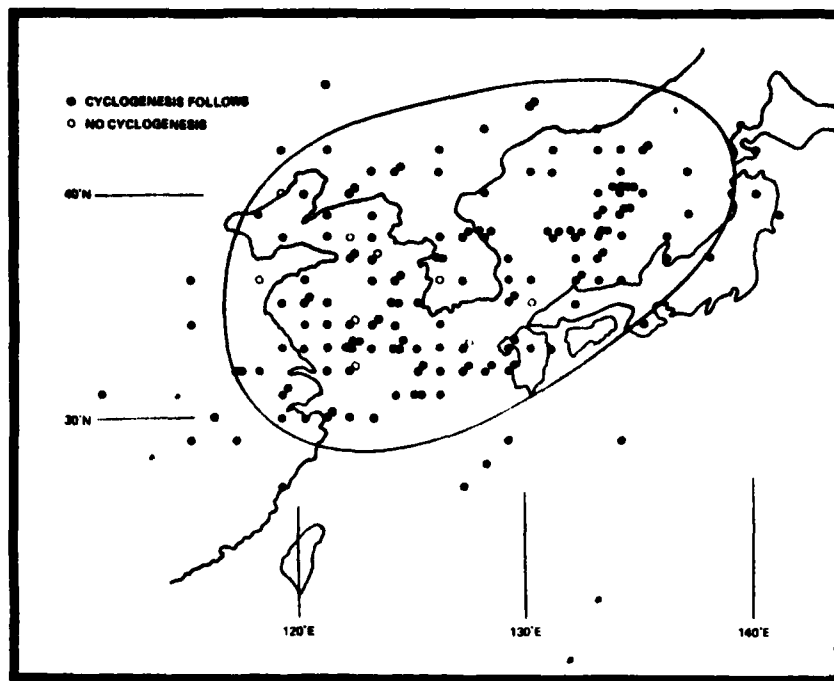 ● CYCLOGENESIS FOLLOWS
○ NO CYCLOGENESIS
40°N
30°N
120°E
130°E
140°E